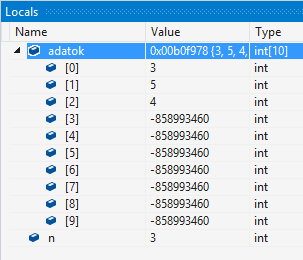 Locals
Name Value Type
adatok 0x00b0f978 {3, 5, 4, int[10]
[0] 3 int
[1] 5 int
[2] 4 int
[3] -858993460 int
[4] -858993460 int
[5] -858993460 int
[6] -858993460 int
[7] -858993460 int
[8] -858993460 int
[9] -858993460 int
n 3 int